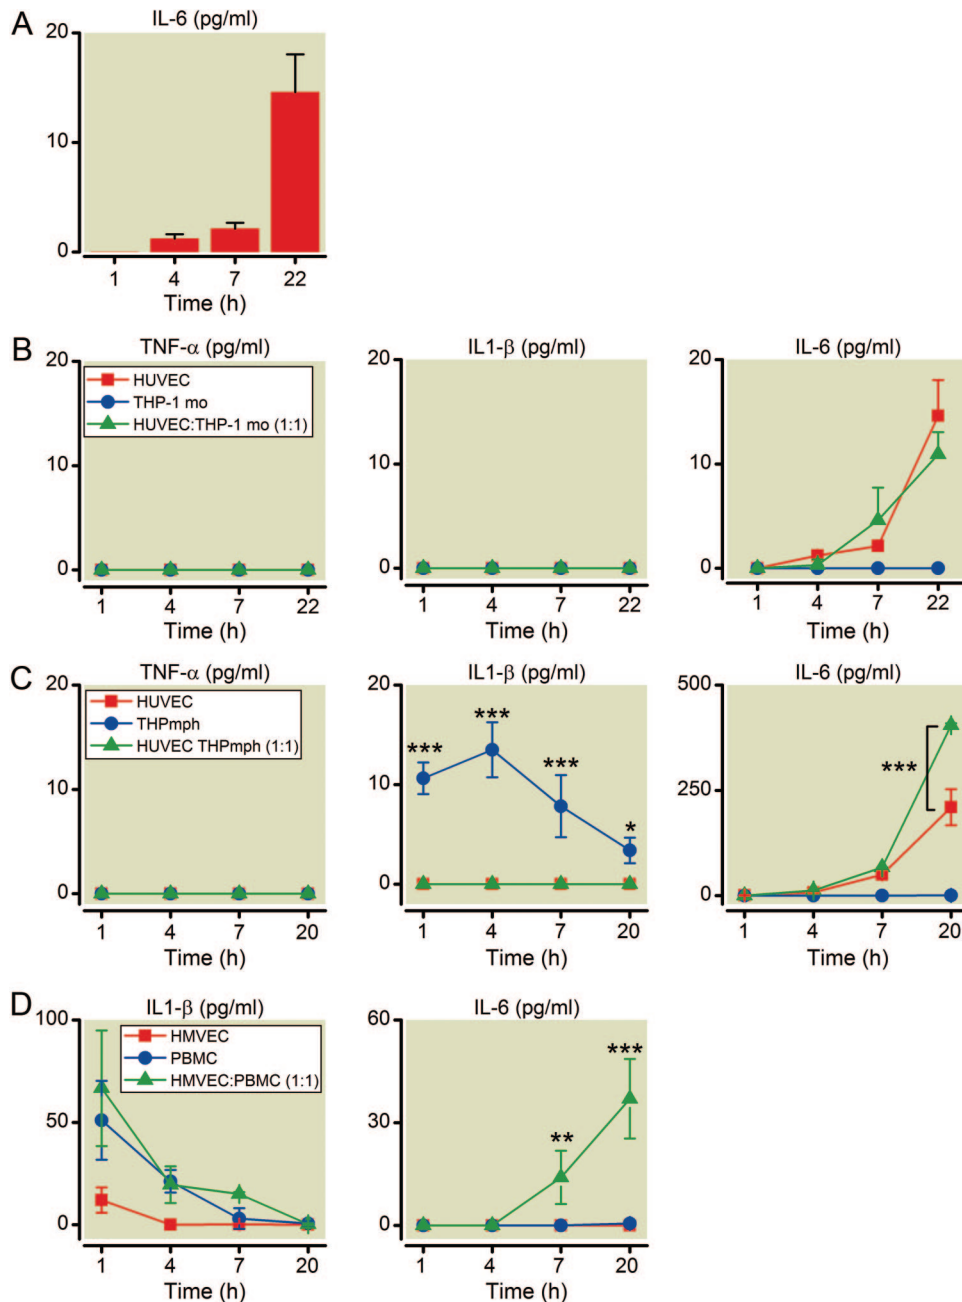 A
IL-6 (pg/ml)
20
10
0
1 4 7 22
Time (h)
B
TNF-α (pg/ml)
20
10
0
HUVEC
THP-1 mo
HUVEC:THP-1 mo (1:1)
1 4 7 22
Time (h)
IL1-β (pg/ml)
20
10
0
1 4 7 22
Time (h)
IL-6 (pg/ml)
20
10
0
1 4 7 22
Time (h)
C
TNF-α (pg/ml)
20
10
0
HUVEC
THPmph
HUVEC THPmph (1:1)
1 4 7 20
Time (h)
IL1-β (pg/ml)
20
10
0
*** *** *** *
1 4 7 20
Time (h)
IL-6 (pg/ml)
500
250
0
***
1 4 7 20
Time (h)
D
IL1-β (pg/ml)
100
50
0
HMVEC
PBMC
HMVEC:PBMC (1:1)
1 4 7 20
Time (h)
IL-6 (pg/ml)
60
30
0
** ***
1 4 7 20
Time (h)